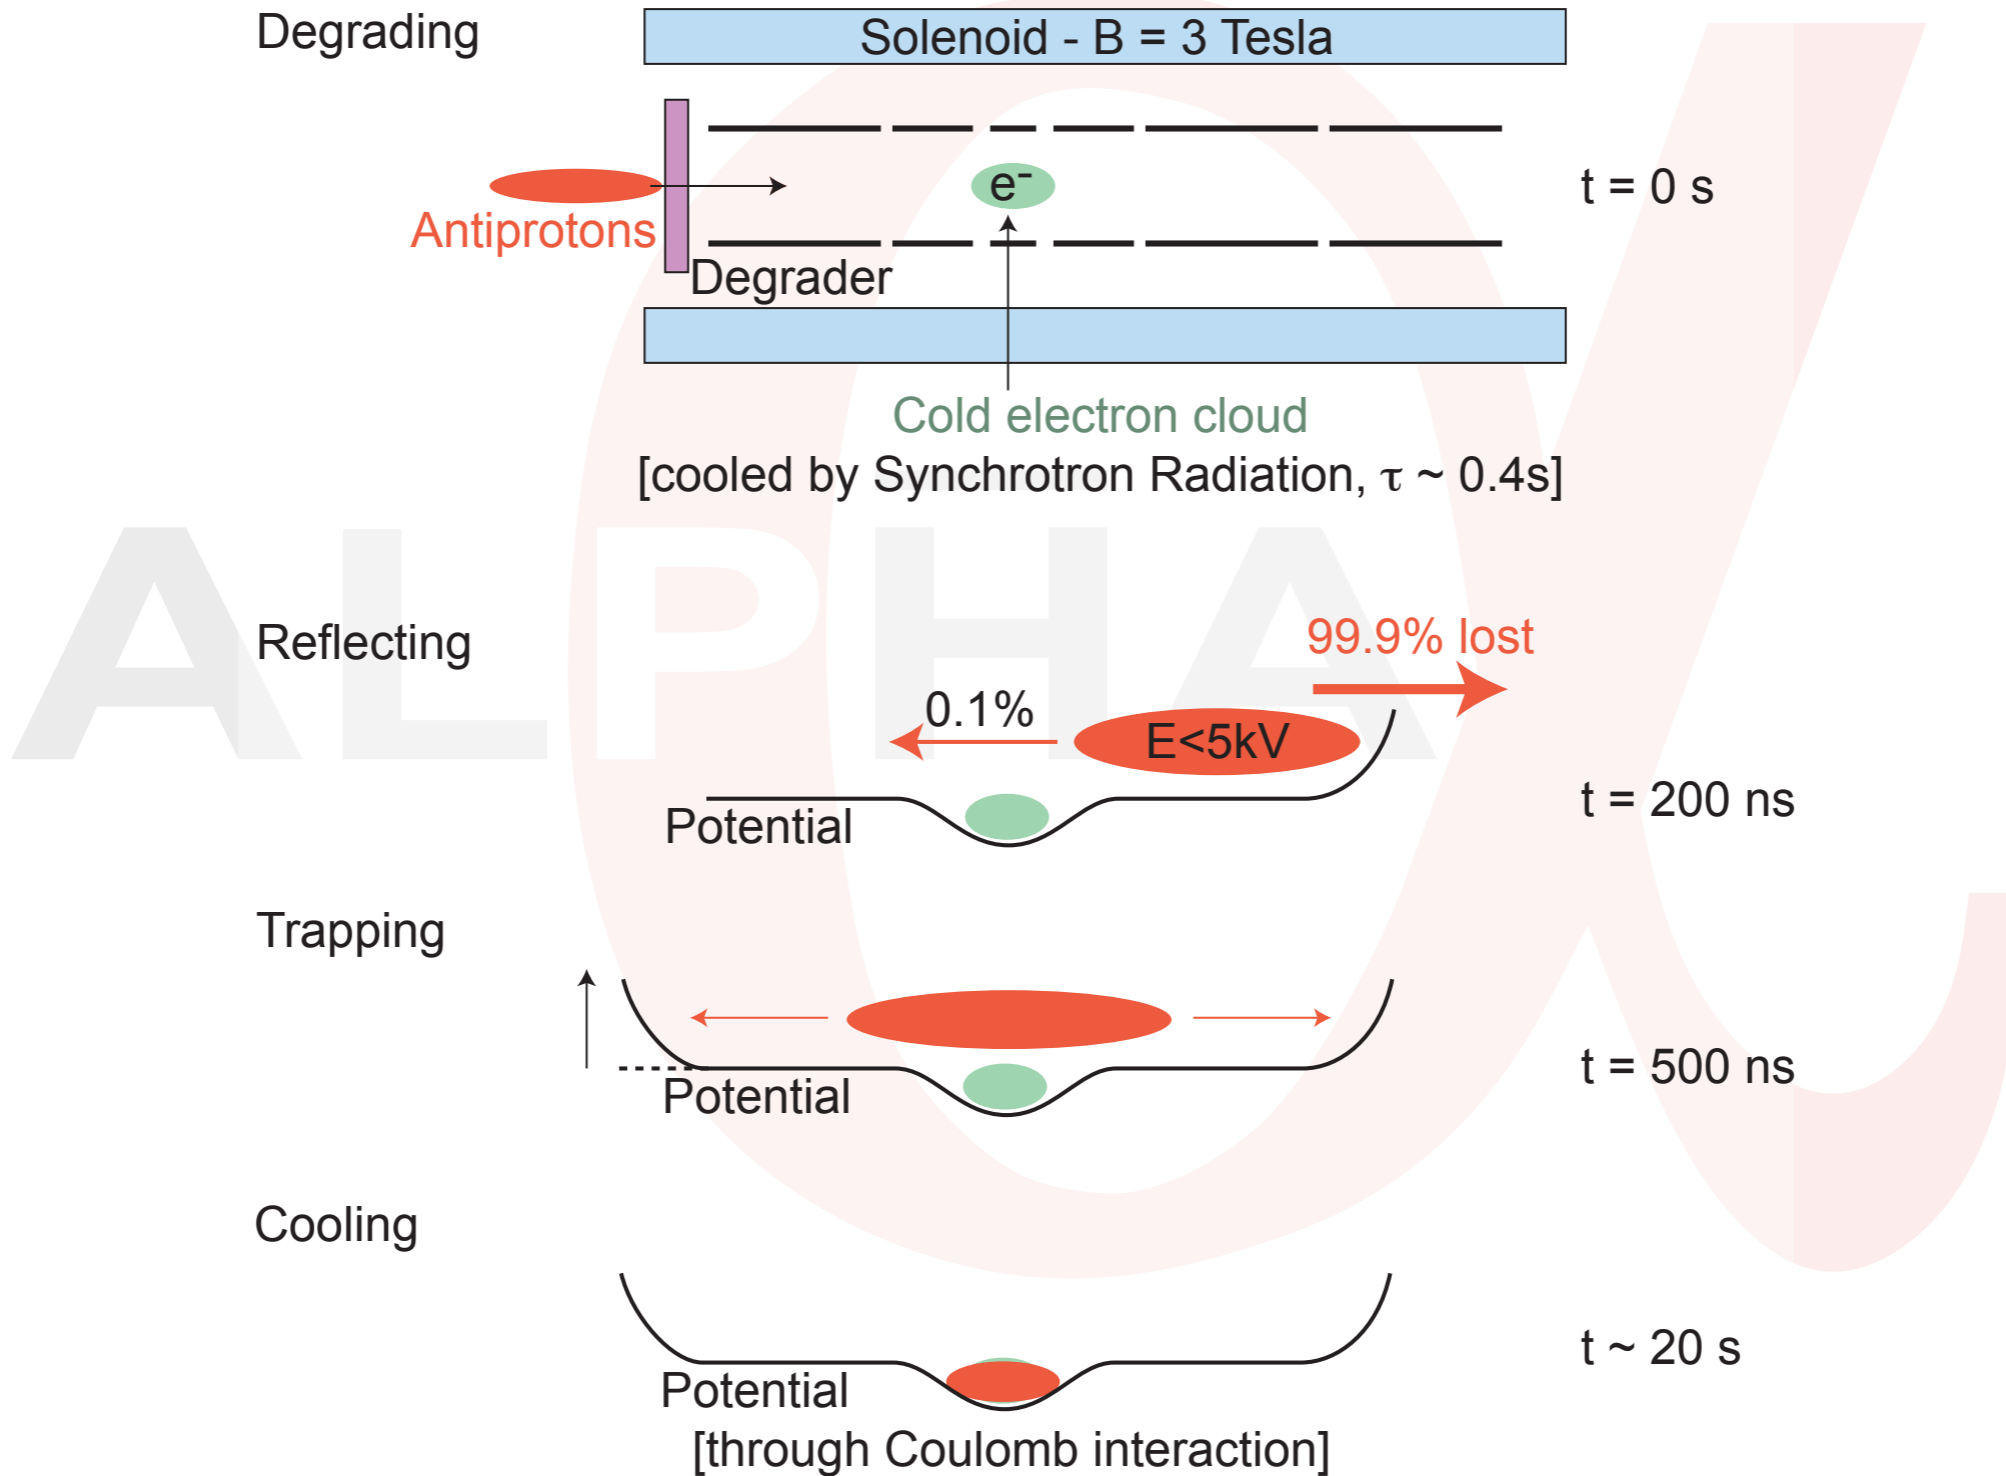 Degrading
Solenoid - B = 3 Tesla
e-
t = 0 s
Antiprotons
Degrader
Cold electron cloud
[cooled by Synchrotron Radiation, τ ~ 0.4s]
ALPHA
Reflecting
99.9% lost
0.1%
E<5kV
t = 200 ns
Potential
Trapping
t = 500 ns
Potential
Cooling
t ~ 20 s
Potential
[through Coulomb interaction]